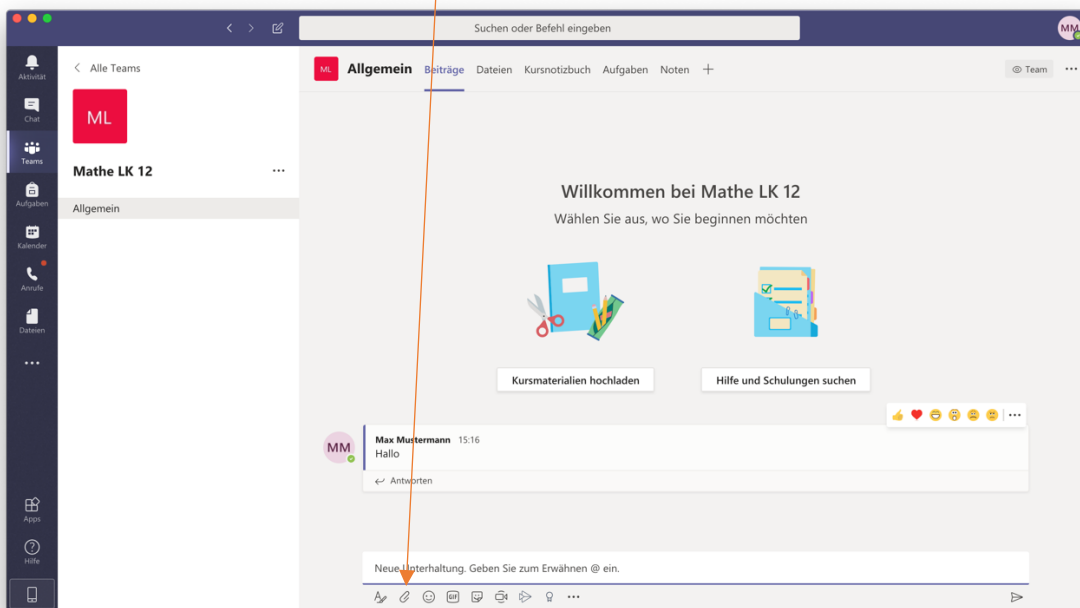 Suchen oder Befehl eingeben
MM
Aktivität
Chat
Teams
Aufgaben
Kalender
Anrufe
Dateien
Apps
Hilfe
Alle Teams
ML
Mathe LK 12
Allgemein
ML Allgemein Beiträge Dateien Kursnotizbuch Aufgaben Noten
Team
Willkommen bei Mathe LK 12
Wählen Sie aus, wo Sie beginnen möchten
Kursmaterialien hochladen
Hilfe und Schulungen suchen
MM
Max Mustermann 15:16
Hallo
Antworten
Neue Unterhaltung. Geben Sie zum Erwähnen @ ein.
GIF